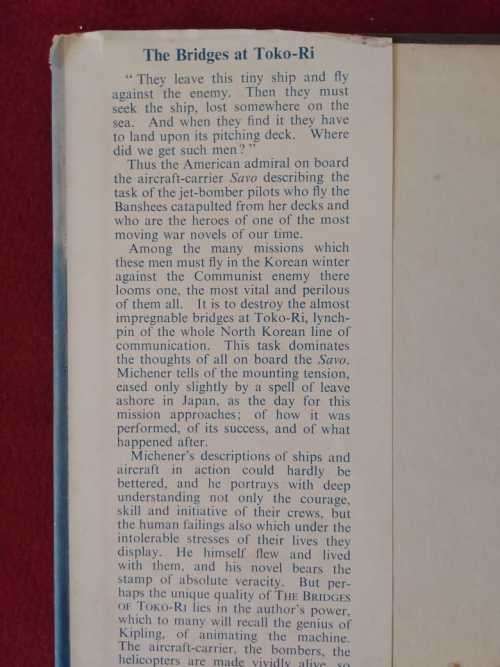 The Bridges at Toko-Ri
“ They leave this tiny ship and fly
against the enemy. Then they must
seek the ship, lost somewhere on the
sea. And when they find it they have
to land upon its pitching deck. Where
did we get such men ? ”
Thus the American admiral on board
the aircraft-carrier Savo describing the
task of the jet-bomber pilots who fly the
Banshees catapulted from her decks and
who are the heroes of one of the most
moving war novels of our time.
Among the many missions which
these men must fly in the Korean winter
against the Communist enemy there
looms one, the most vital and perilous
of them all. It is to destroy the almost
impregnable bridges at Toko-Ri, lynch-
pin of the whole North Korean line of
communication. This task dominates
the thoughts of all on board the Savo.
Michener tells of the mounting tension,
eased only slightly by a spell of leave
ashore in Japan, as the day for this
mission approaches; of how it was
performed, of its success, and of what
happened after.
Michener's descriptions of ships and
aircraft in action could hardly be
bettered, and he portrays with deep
understanding not only the courage,
skill and initiative of their crews, but
the human failings also which under the
intolerable stresses of their lives they
display. He himself flew and lived
with them, and his novel bears the
stamp of absolute veracity. But per-
haps the unique quality of THE BRIDGES
OF TOKO-RI lies in the author's power,
which to many will recall the genius of
Kipling, of animating the machine.
The aircraft-carrier, the bombers, the
helicopters are made vividly alive, so